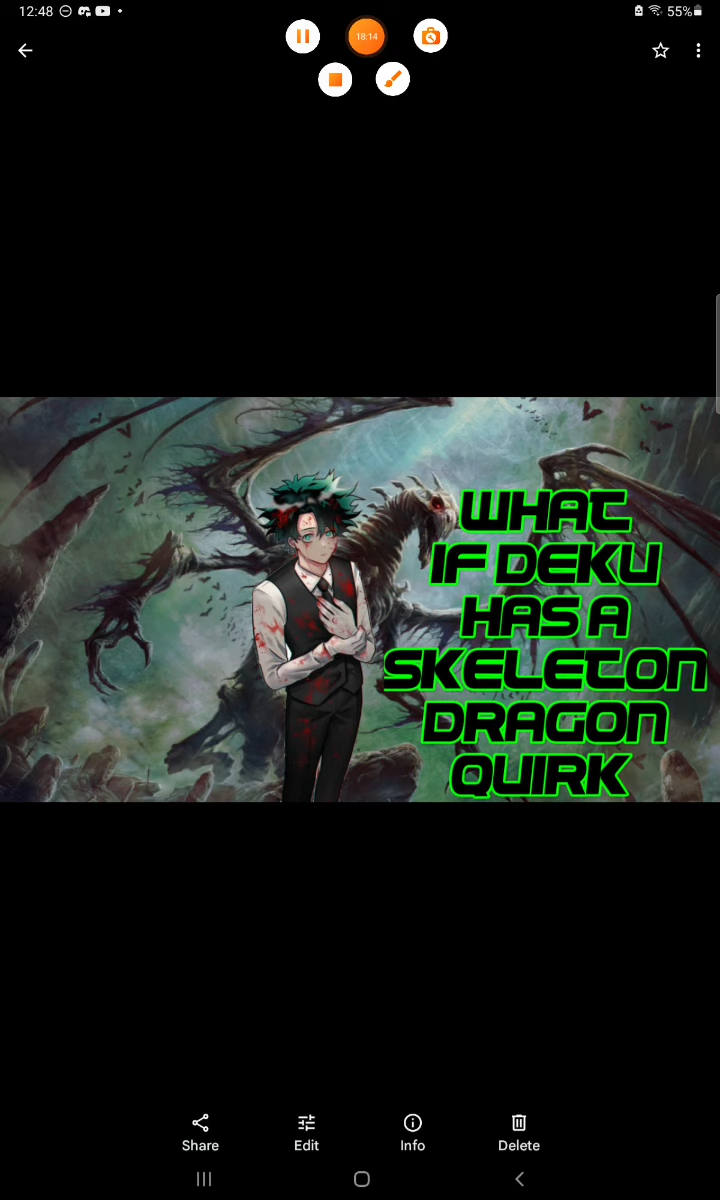 12:48
55%
18:14
WHAT
IF DEKU
HAS A
SKELETON
DRAGON
QUIRK
Share
Edit
Info
Delete